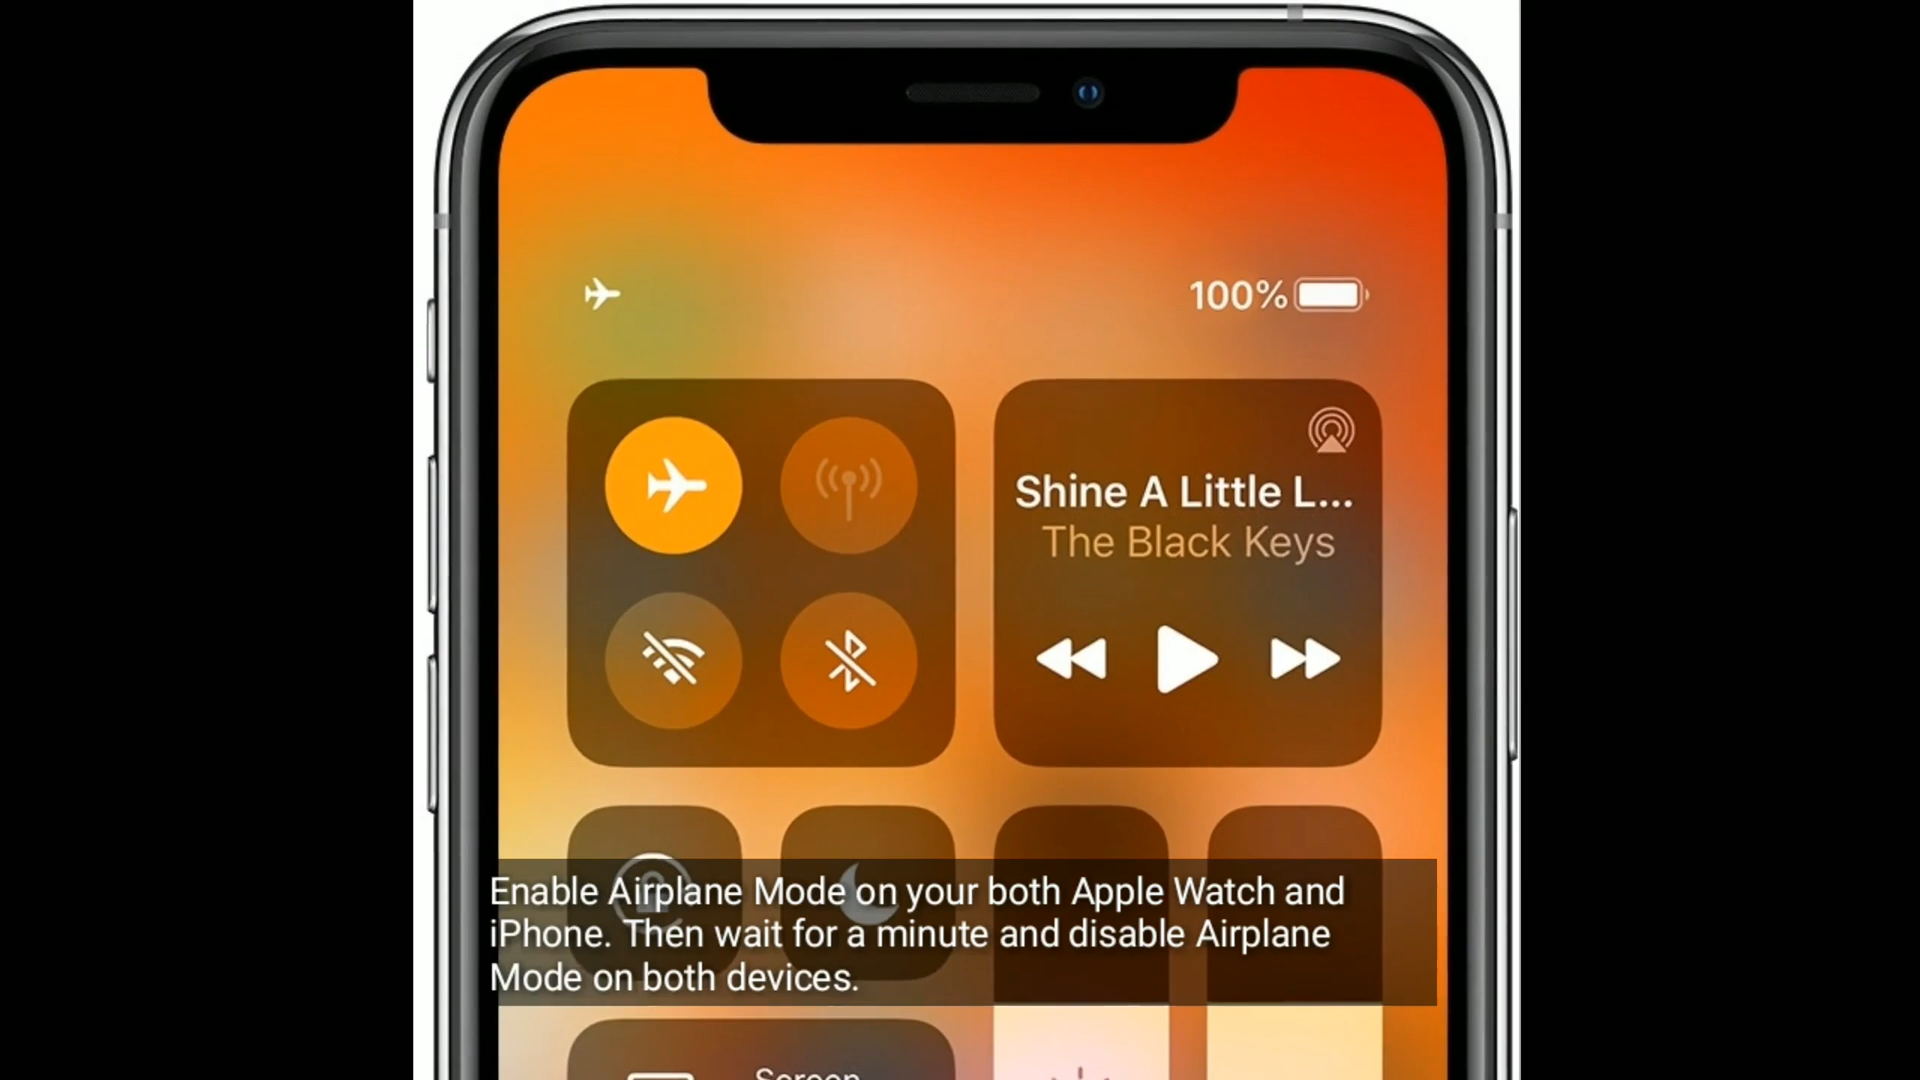 100%
Shine A Little L...
The Black Keys
Enable Airplane Mode on your both Apple Watch and
iPhone. Then wait for a minute and disable Airplane
Mode on both devices.
Screen